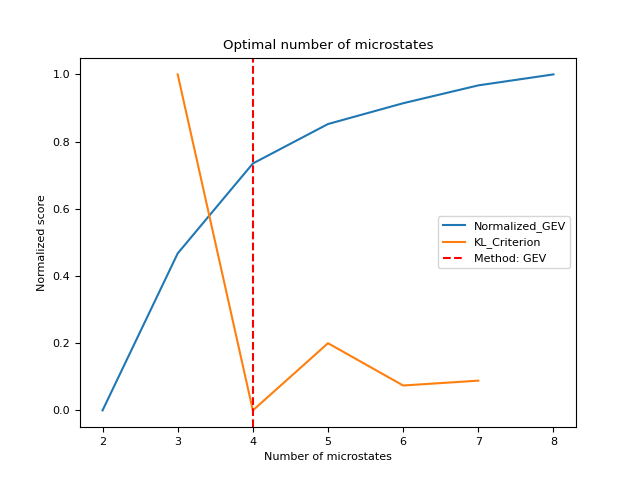 Optimal number of microstates
Normalized score
1.0
0.8
0.6
0.4
0.2
0.0
Normalized_GEV
KL_Criterion
Method: GEV
2 3 4 5 6 7 8
Number of microstates